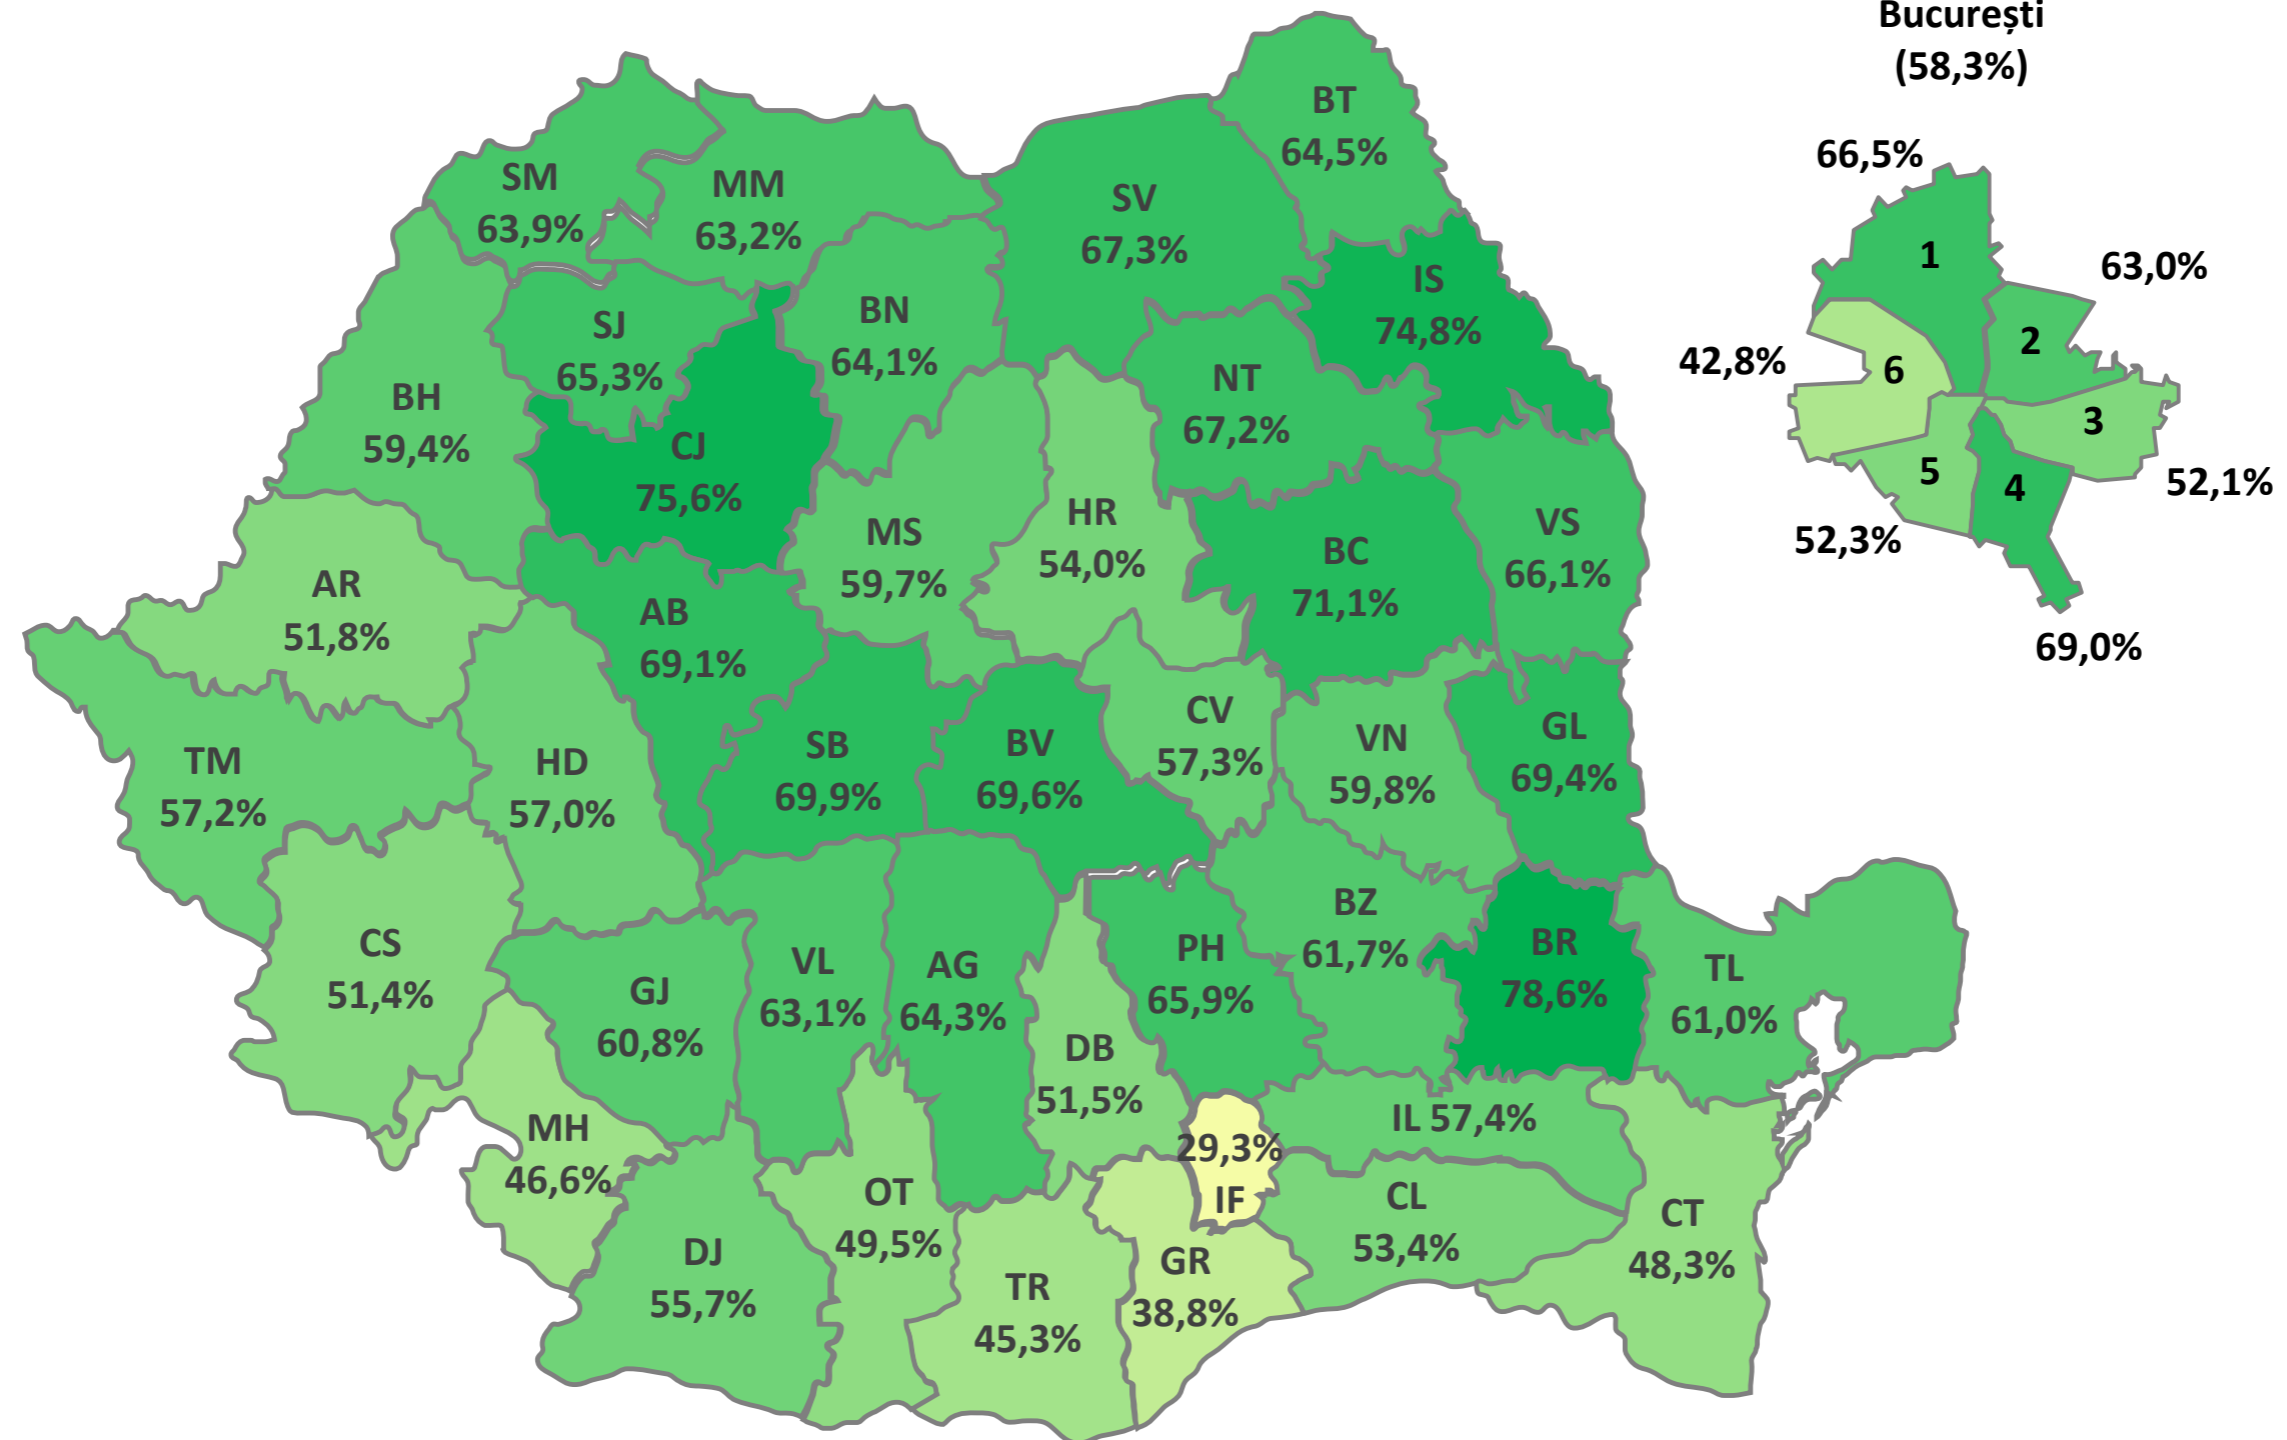 București
(58,3%)
66,5%
1
63,0%
2
42,8%
6
3
52,1%
5
4
52,3%
69,0%
BT
64,5%
SM
63,9%
MM
63,2%
SV
67,3%
IS
74,8%
BN
64,1%
SJ
65,3%
NT
67,2%
BH
59,4%
CJ
75,6%
HR
54,0%
MS
59,7%
BC
71,1%
VS
66,1%
AR
51,8%
AB
69,1%
CV
57,3%
VN
59,8%
GL
69,4%
TM
57,2%
HD
57,0%
SB
69,9%
BV
69,6%
BZ
61,7%
BR
78,6%
TL
61,0%
CS
51,4%
GJ
60,8%
VL
63,1%
AG
64,3%
PH
65,9%
DB
51,5%
IL 57,4%
MH
46,6%
29,3%
IF
OT
49,5%
CL
53,4%
CT
48,3%
DJ
55,7%
TR
45,3%
GR
38,8%